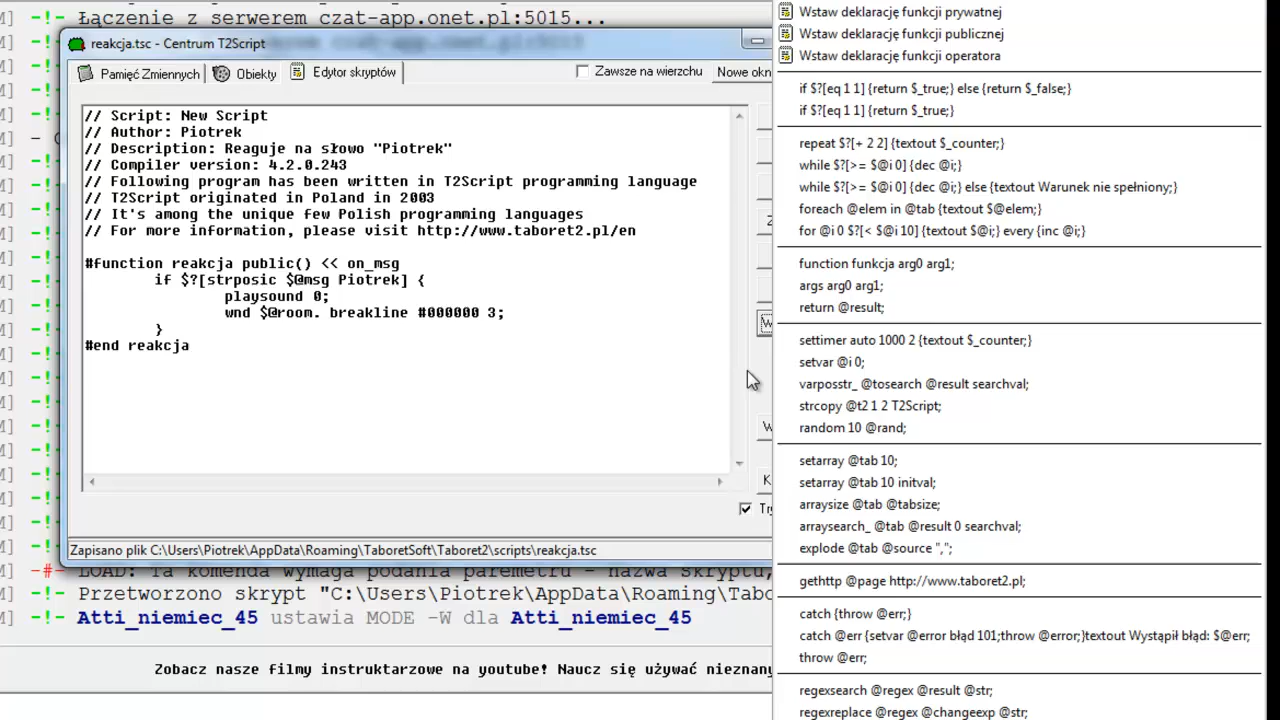 -!- Łączenie z serwerem czat-app.onet.pl:5015...
reakcja.tsc - Centrum T2Script
Pamięć Zmiennych
Obiekty
Edytor skryptów
Zawsze na wierzchu
Nowe okn
// Script: New Script
// Author: Piotrek
// Description: Reaguje na słowo "Piotrek"
// Compiler version: 4.2.0.243
// Following program has been written in T2Script programming language
// T2Script originated in Poland in 2003
// It's among the unique few Polish programming languages
// For more information, please visit http://www.taboret2.pl/en
#function reakcja public() << on_msg
if $?[strposic $@msg Piotrek] {
playsound 0;
wnd $@room. breakline #000000 3;
}
#end reakcja
Zapisano plik C:\Users\Piotrek\AppData\Roaming\TaboretSoft\Taboret2\scripts\reakcja.tsc
-#- LOAD: Ta komenda wymaga podania paremetru - nazwa skryptu,
-!- Przetworzono skrypt "C:\Users\Piotrek\AppData\Roaming\Tabo
-!- Atti_niemiec_45 ustawia MODE -W dla Atti_niemiec_45
Zobacz nasze filmy instruktarzowe na youtube! Naucz się używać nieznany
Wstaw deklarację funkcji prywatnej
Wstaw deklarację funkcji publicznej
Wstaw deklarację funkcji operatora
if $?[eq 1 1] {return $_true;} else {return $_false;}
if $?[eq 1 1] {return $_true;}
repeat $?[+ 2 2] {textout $_counter;}
while $?[>= $@i 0] {dec @i;}
while $?[>= $@i 0] {dec @i;} else {textout Warunek nie spełniony;}
foreach @elem in @tab {textout $@elem;}
for @i 0 $?[< $@i 10] {textout $@i;} every {inc @i;}
function funkcja arg0 arg1;
args arg0 arg1;
return @result;
settimer auto 1000 2 {textout $_counter;}
setvar @i 0;
varposstr_ @tosearch @result searchval;
strcopy @t2 1 2 T2Script;
random 10 @rand;
setarray @tab 10;
setarray @tab 10 initval;
arraysize @tab @tabsize;
arraysearch_ @tab @result 0 searchval;
explode @tab @source ",";
gethttp @page http://www.taboret2.pl;
catch {throw @err;}
catch @err {setvar @error błąd 101;throw @error;}textout Wystąpił błąd: $@err;
throw @err;
regexsearch @regex @result @str;
regexreplace @regex @changeexp @str;